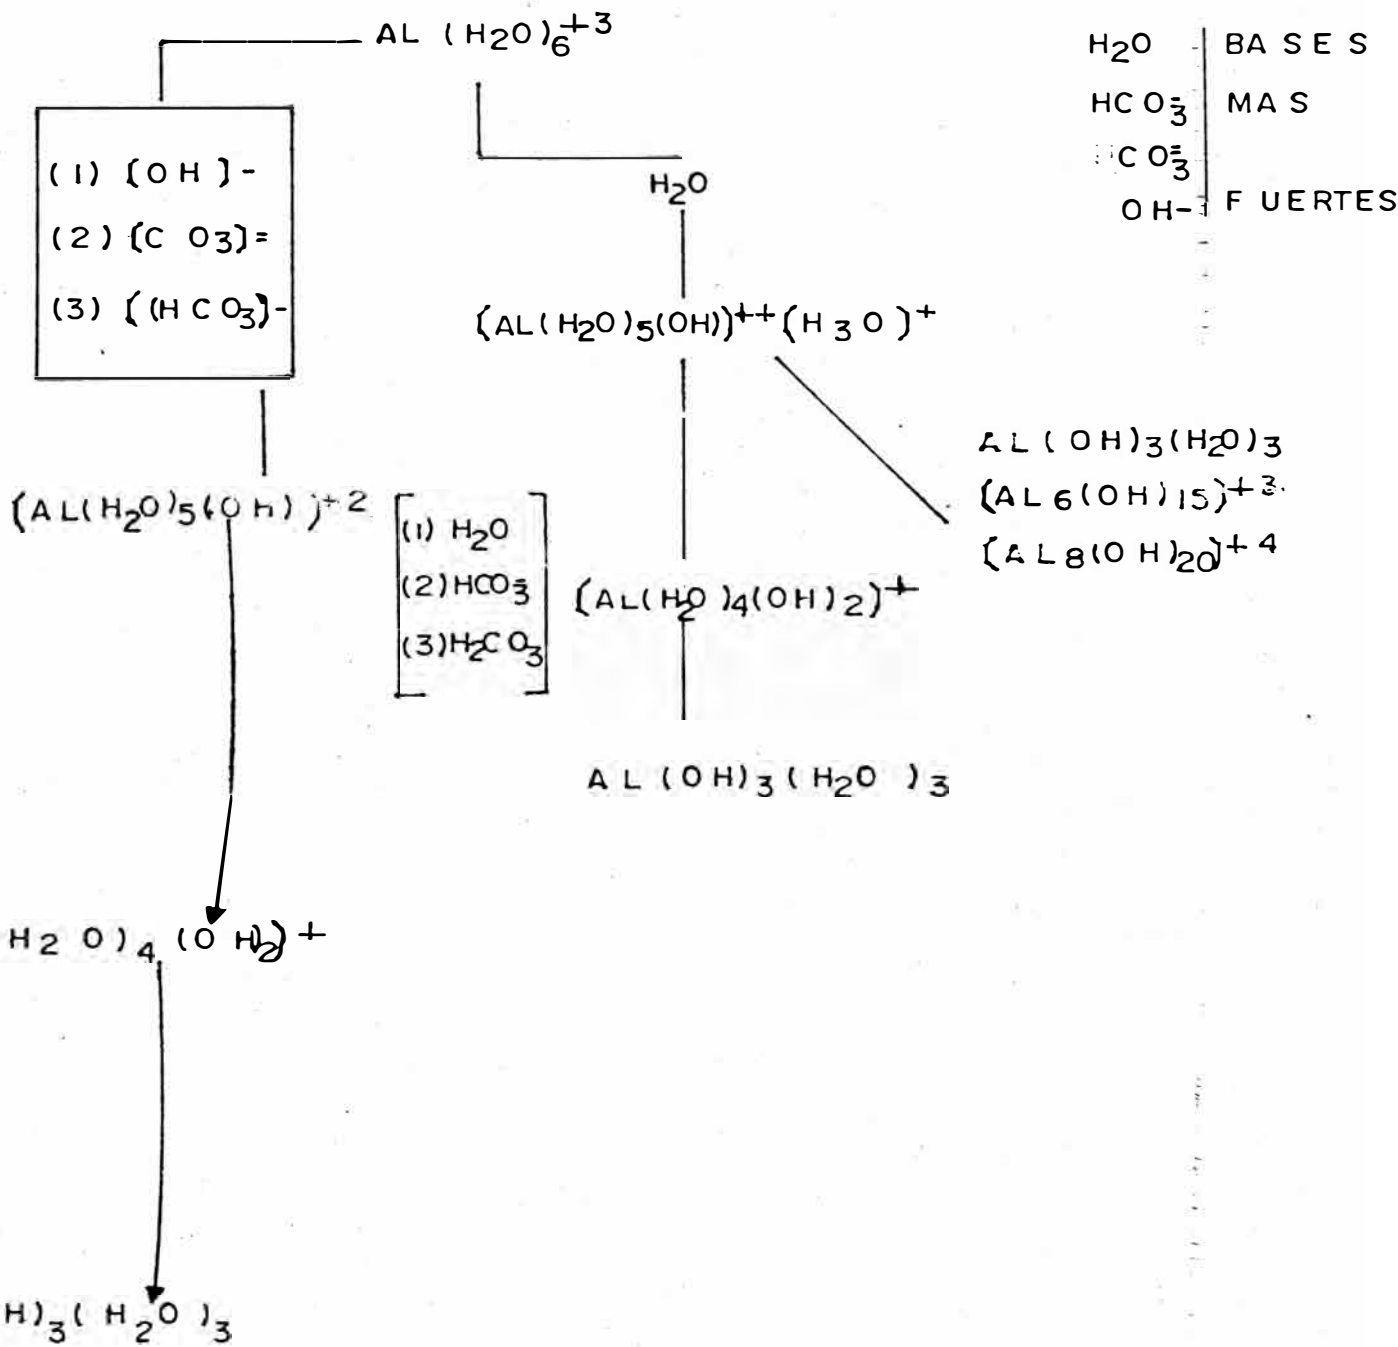 AL (H2O)6+3
H2O BASES
HCO3= MAS
CO3=
OH- FUERTES
(1) [OH]-
(2) [CO3]=
(3) [(HCO3]-
H2O
[AL(H2O)5(OH)]++ [H3O]+
AL(OH)3(H2O)3
[AL6(OH)15]+3
[AL8(OH)20]+4
[AL(H2O)5(Oh)]+2
(1) H2O
(2) HCO3=
(3) H2CO3
[AL(H2O)4(OH)2]+
AL(OH)3(H2O)3
H2O)4(OH)2)+
H)3(H2O)3